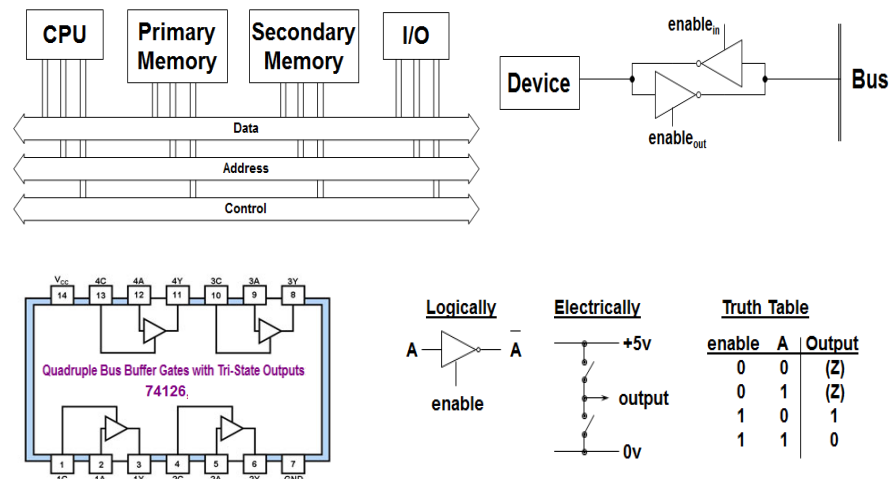 CPU
Primary
Memory
Secondary
Memory
I/O
Data
Address
Control
enable in
Device
Bus
enable out
Vcc 4C 4A 4Y 3C 3A 3Y
14 13 12 11 10 9 8
Quadruple Bus Buffer Gates with Tri-State Outputs
74126
1 2 3 4 5 6 7
Logically
A A
enable
Electrically
+5v
output
0v
Truth Table
enable A Output
0 0 (Z)
0 1 (Z)
1 0 1
1 1 0